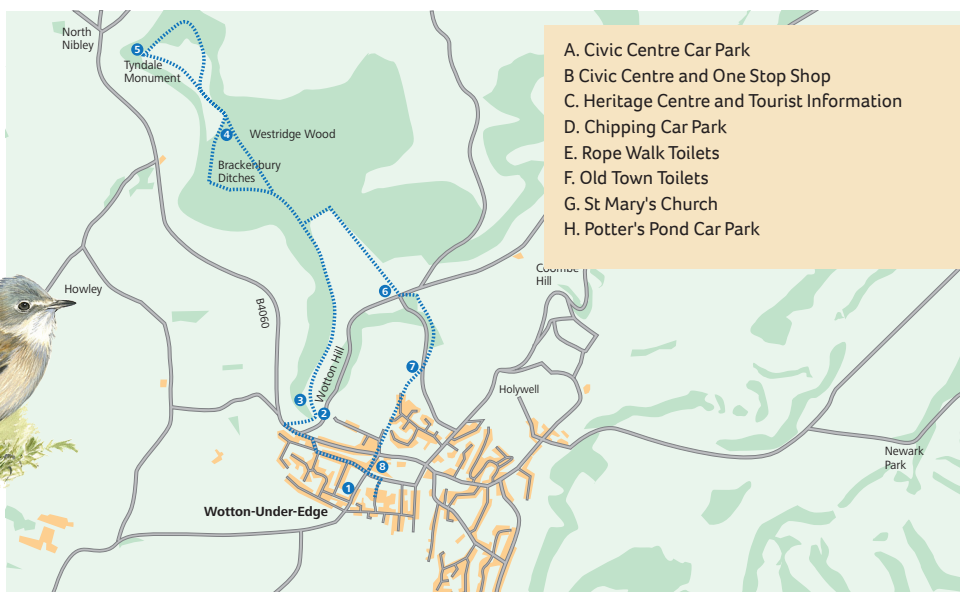 North
Nibley
5
Tyndale
Monument
4
Westridge Wood
Brackenbury
Ditches
A. Civic Centre Car Park
B Civic Centre and One Stop Shop
C. Heritage Centre and Tourist Information
D. Chipping Car Park
E. Rope Walk Toilets
F. Old Town Toilets
G. St Mary's Church
H. Potter's Pond Car Park
Coombe
Hill
Howley
B4060
6
Wotton Hill
7
3
2
Holywell
8
1
Newark
Park
Wotton-Under-Edge